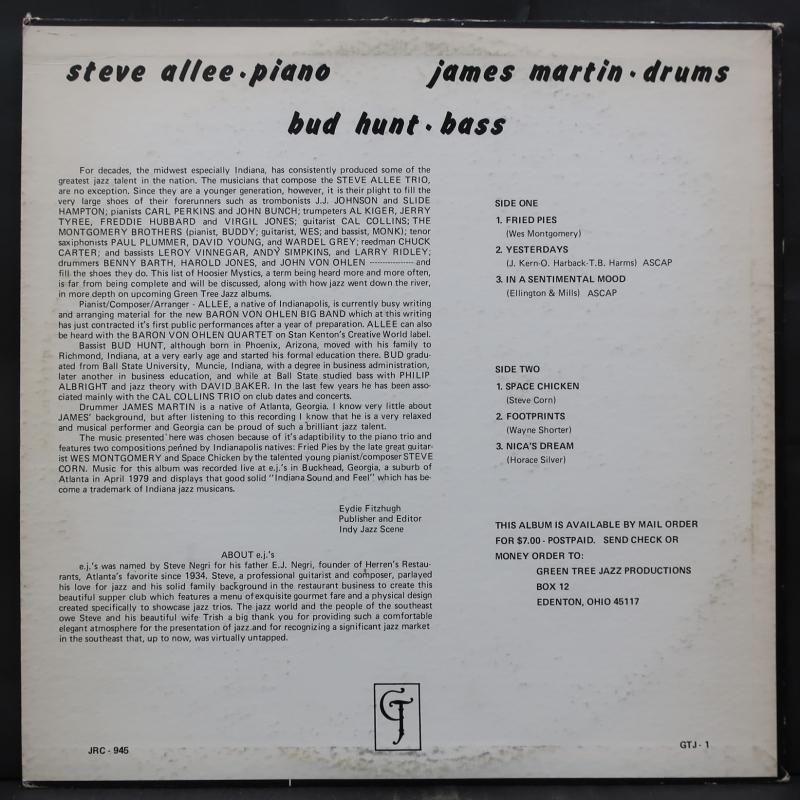 steve allee • piano
james martin • drums
bud hunt • bass
For decades, the midwest especially Indiana, has consistently produced some of the
greatest jazz talent in the nation. The musicians that compose the STEVE ALLEE TRIO,
are no exception. Since they are a younger generation, however, it is their plight to fill the
very large shoes of their forerunners such as trombonists J.J. JOHNSON and SLIDE
HAMPTON; pianists CARL PERKINS and JOHN BUNCH; trumpeters AL KIGER, JERRY
TYREE, FREDDIE HUBBARD and VIRGIL JONES; guitarist CAL COLLINS; THE
MONTGOMERY BROTHERS (pianist, BUDDY; guitarist, WES; and bassist, MONK); tenor
saxiphonists PAUL PLUMMER, DAVID YOUNG, and WARDEL GREY; reedman CHUCK
CARTER; and bassists LEROY VINNEGAR, ANDY SIMPKINS, and LARRY RIDLEY;
drummers BENNY BARTH, HAROLD JONES, and JOHN VON OHLEN ---------------- and
fill the shoes they do. This list of Hoosier Mystics, a term being heard more and more often,
is far from being complete and will be discussed, along with how jazz went down the river,
in more depth on upcoming Green Tree Jazz albums.
Pianist/Composer/Arranger - ALLEE, a native of Indianapolis, is currently busy writing
and arranging material for the new BARON VON OHLEN BIG BAND which at this writing
has just contracted it's first public performances after a year of preparation. ALLEE can also
be heard with the BARON VON OHLEN QUARTET on Stan Kenton's Creative World label.
Bassist BUD HUNT, although born in Phoenix, Arizona, moved with his family to
Richmond, Indiana, at a very early age and started his formal education there. BUD gradu-
ated from Ball State University, Muncie, Indiana, with a degree in business administration,
later another in business education, and while at Ball State studied bass with PHILIP
ALBRIGHT and jazz theory with DAVID BAKER. In the last few years he has been asso-
ciated mainly with the CAL COLLINS TRIO on club dates and concerts.
Drummer JAMES MARTIN is a native of Atlanta, Georgia. I know very little about
JAMES' background, but after listening to this recording I know that he is a very relaxed
and musical performer and Georgia can be proud of such a brilliant jazz talent.
The music presented here was chosen because of it's adaptibility to the piano trio and
features two compositions penned by Indianapolis natives: Fried Pies by the late great guitar-
ist WES MONTGOMERY and Space Chicken by the talented young pianist/composer STEVE
CORN. Music for this album was recorded live at e.j.'s in Buckhead, Georgia, a suburb of
Atlanta in April 1979 and displays that good solid "Indiana Sound and Feel" which has be-
come a trademark of Indiana jazz musicans.
Eydie Fitzhugh
Publisher and Editor
Indy Jazz Scene
ABOUT e.j.'s
e.j.'s was named by Steve Negri for his father E.J. Negri, founder of Herren's Restau-
rants, Atlanta's favorite since 1934. Steve, a professional guitarist and composer, parlayed
his love for jazz and his solid family background in the restaurant business to create this
beautiful supper club which features a menu of exquisite gourmet fare and a physical design
created specifically to showcase jazz trios. The jazz world and the people of the southeast
owe Steve and his beautiful wife Trish a big thank you for providing such a comfortable
elegant atmosphere for the presentation of jazz and for recognizing a significant jazz market
in the southeast that, up to now, was virtually untapped.
SIDE ONE
1. FRIED PIES
(Wes Montgomery)
2. YESTERDAYS
(J. Kern-O. Harback-T.B. Harms) ASCAP
3. IN A SENTIMENTAL MOOD
(Ellington & Mills) ASCAP
SIDE TWO
1. SPACE CHICKEN
(Steve Corn)
2. FOOTPRINTS
(Wayne Shorter)
3. NICA'S DREAM
(Horace Silver)
THIS ALBUM IS AVAILABLE BY MAIL ORDER
FOR $7.00 - POSTPAID. SEND CHECK OR
MONEY ORDER TO:
GREEN TREE JAZZ PRODUCTIONS
BOX 12
EDENTON, OHIO 45117
GTJ
JRC - 945
GTJ - 1